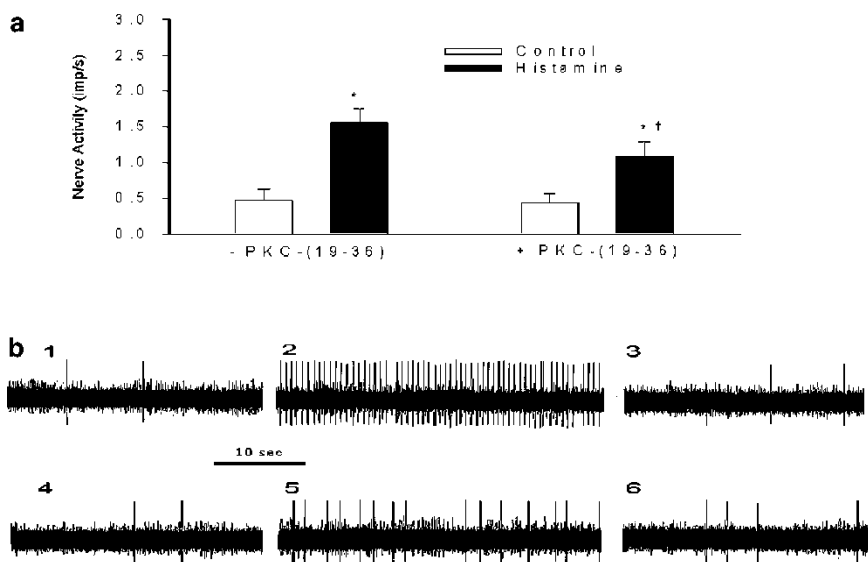 a
Nerve Activity (imp/s)
3.0
2.5
2.0
1.5
1.0
0.5
0.0
Control
Histamine
*
* †
- PKC-(19-36)
+ PKC-(19-36)
b
1
2
3
10 sec
4
5
6